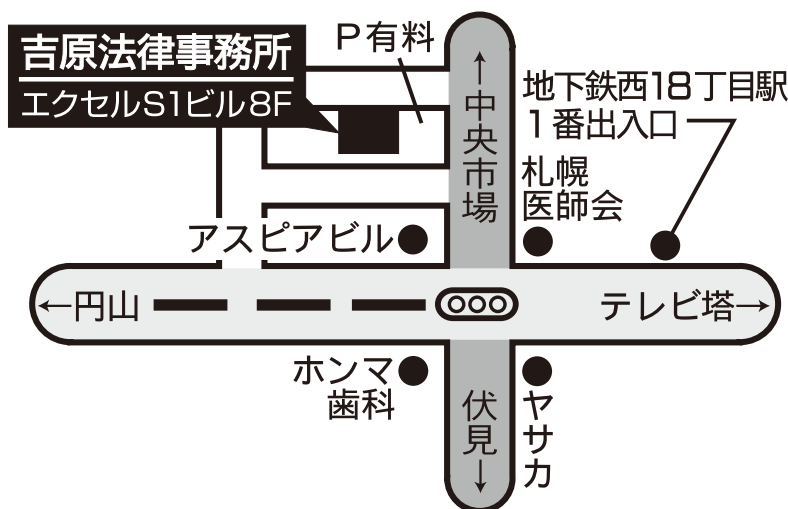 吉原法律事務所
エクセルS1ビル8F
P有料
↑中央市場
地下鉄西18丁目駅
1番出入口
札幌
医師会
アスピアビル
←円山
テレビ塔→
ホンマ
歯科
伏見↓
ヤサカ